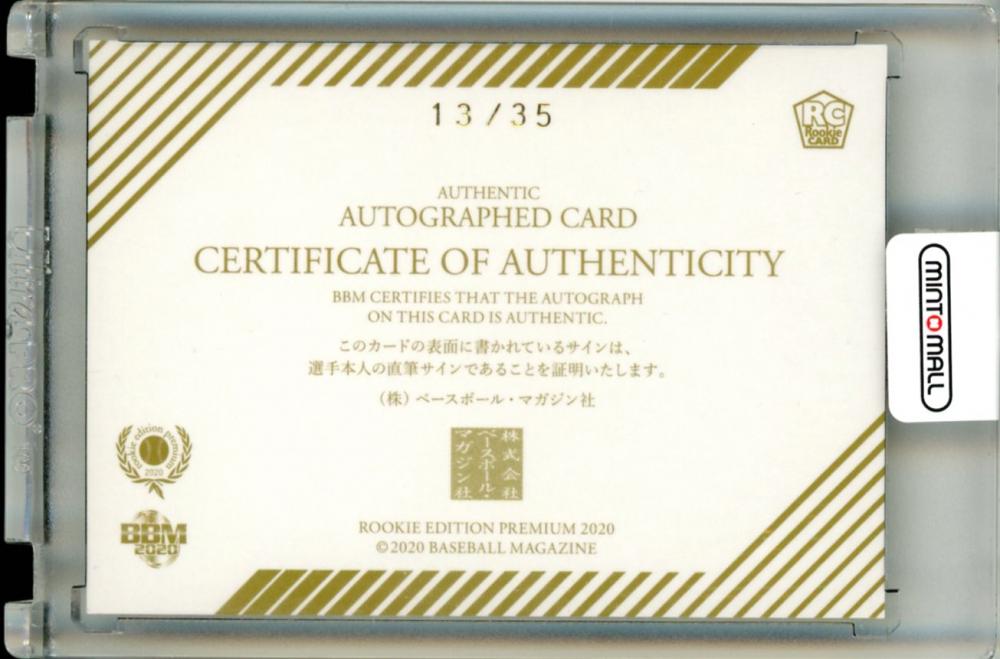 13/35
RC
Rookie
CARD
AUTHENTIC
AUTOGRAPHED CARD
CERTIFICATE OF AUTHENTICITY
BBM CERTIFIES THAT THE AUTOGRAPH
ON THIS CARD IS AUTHENTIC.
このカードの表面に書かれているサインは、
選手本人の直筆サインであることを証明いたします。
(株)ベースボール・マガジン社
株式会社
ベースボール・
マガジン社
rookie edition premium
2020
BBM
2020
ROOKIE EDITION PREMIUM 2020
©2020 BASEBALL MAGAZINE
MINT MALL